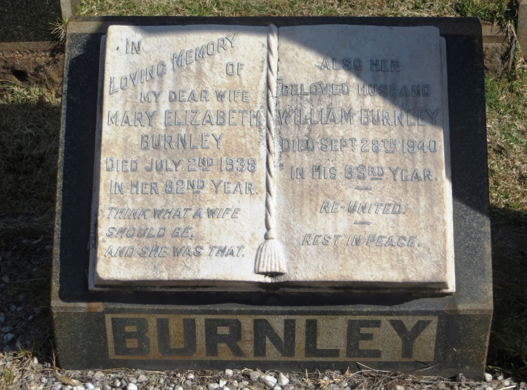 IN
LOVING MEMORY
OF
MY DEAR WIFE
MARY ELIZABETH
BURNLEY
DIED JULY 2ND 1938
IN HER 82ND YEAR.
THINK WHAT A WIFE
SHOULD BE,
AND SHE WAS THAT.
ALSO HER
BELOVED HUSBAND
WILLIAM BURNLEY
DIED SEPT 28TH 1940
IN HIS 83RD YEAR.
RE-UNITED.
REST IN PEACE.
BURNLEY